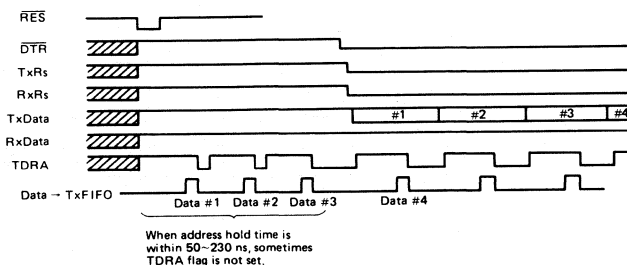 RES
DTR
TxRs
RxRs
TxData #1 #2 #3 #4
RxData
TDRA
Data → TxFIFO
Data #1 Data #2 Data #3 Data #4
When address hold time is
within 50~230 ns, sometimes
TDRA flag is not set.